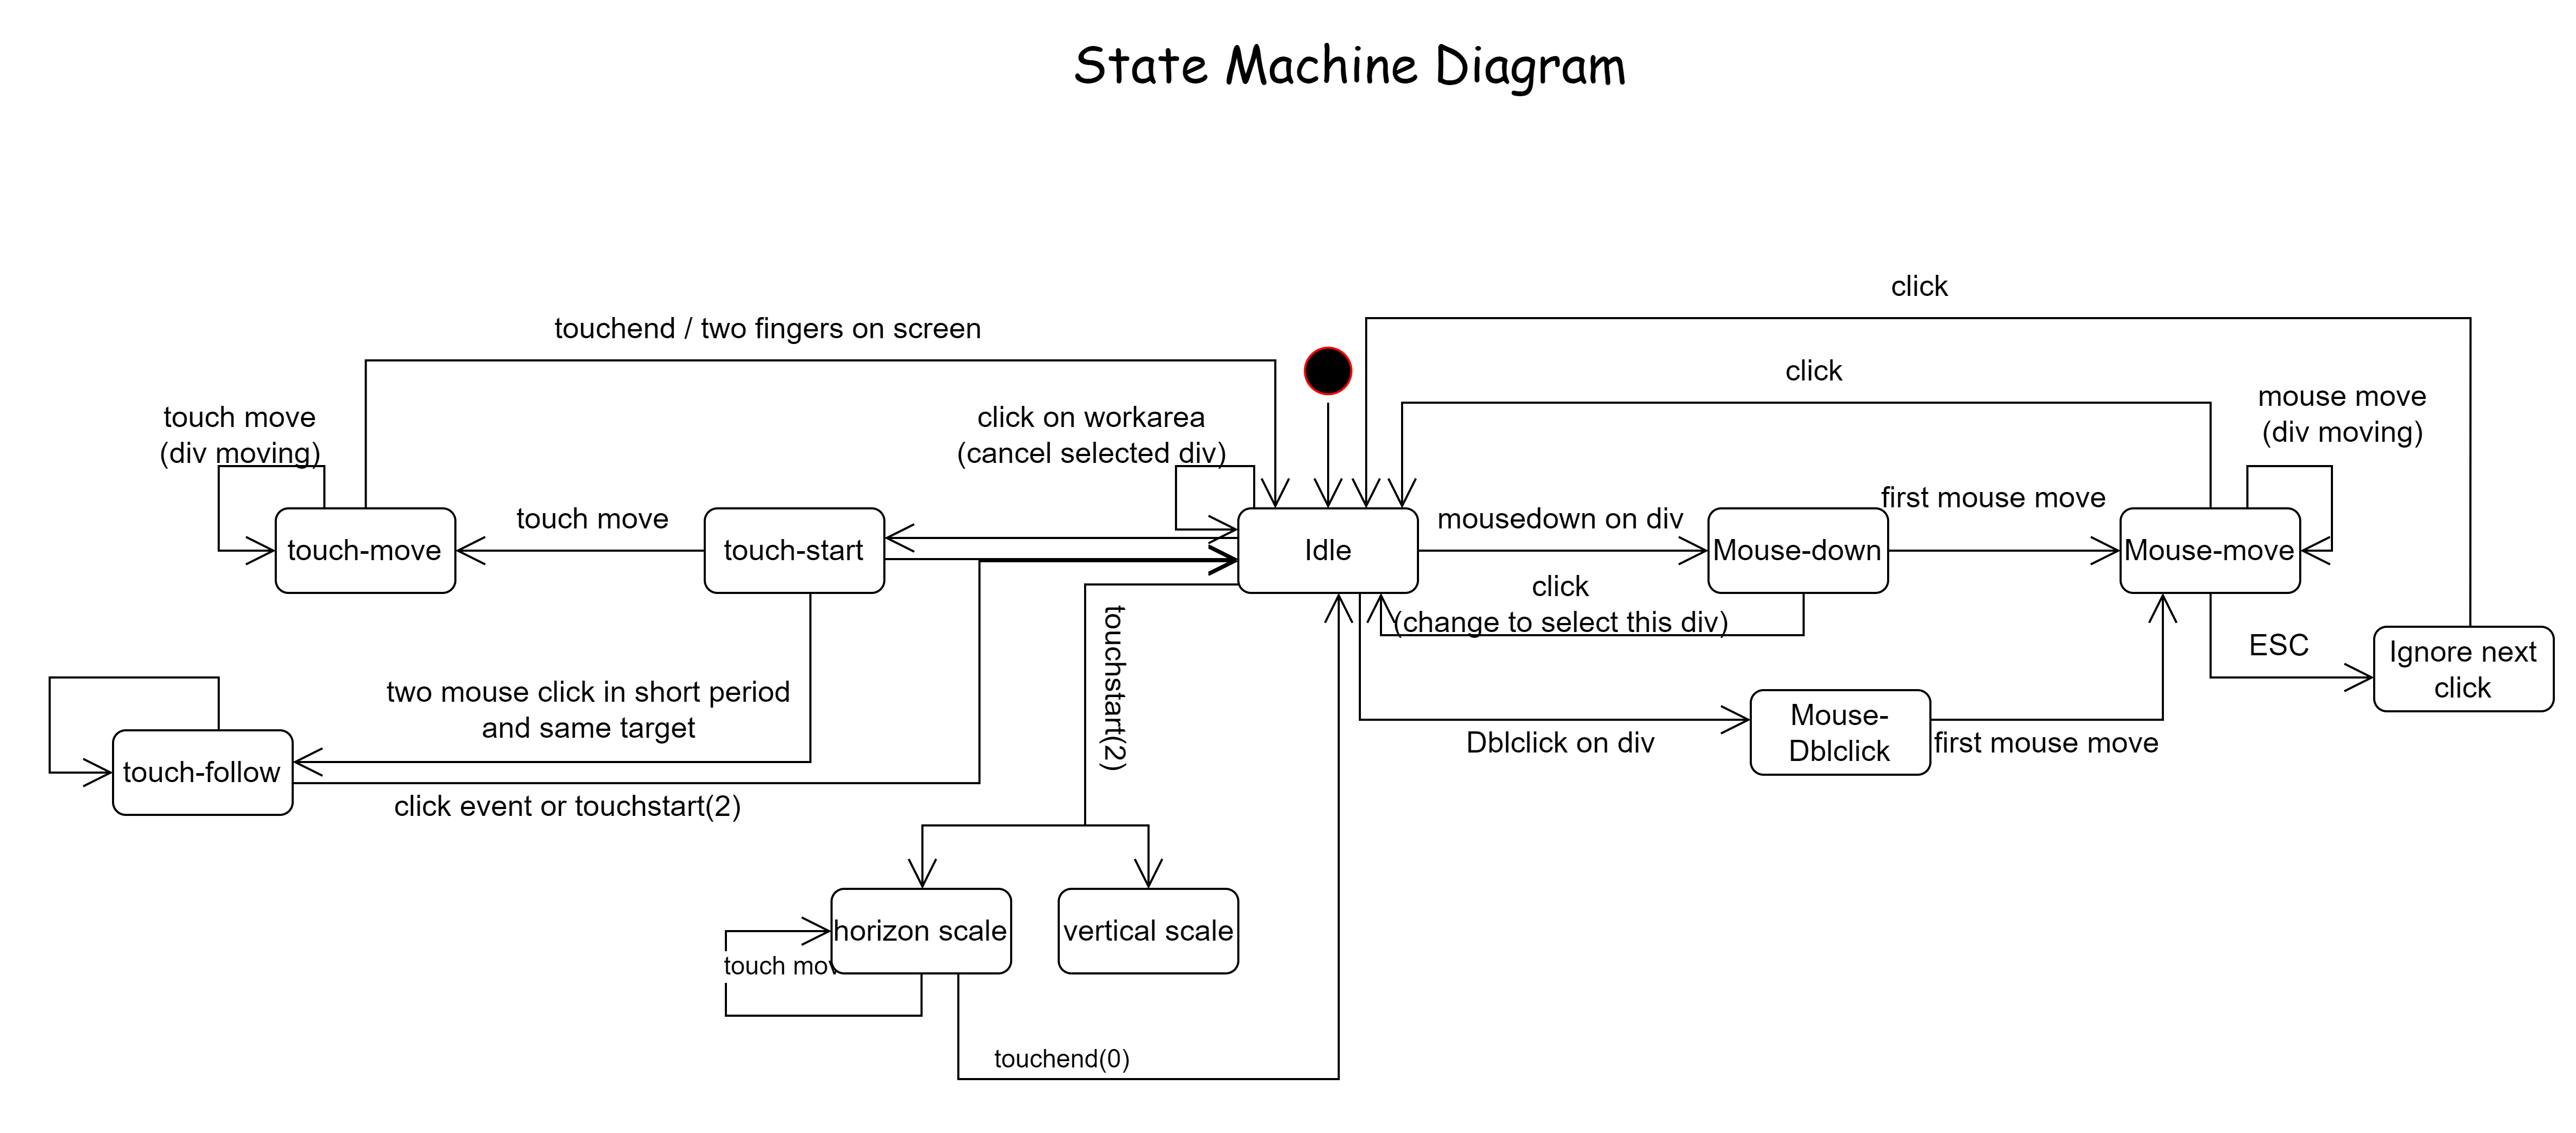 State Machine Diagram
click
touchend / two fingers on screen
click
mouse move
(div moving)
touch move
(div moving)
click on workarea
(cancel selected div)
first mouse move
touch move
mousedown on div
touch-move
touch-start
Idle
Mouse-down
Mouse-move
click
(change to select this div)
touchstart(2)
ESC
Ignore next
click
two mouse click in short period
and same target
Mouse-
Dblclick
Dblclick on div
first mouse move
touch-follow
click event or touchstart(2)
horizon scale
vertical scale
touch mov
touchend(0)